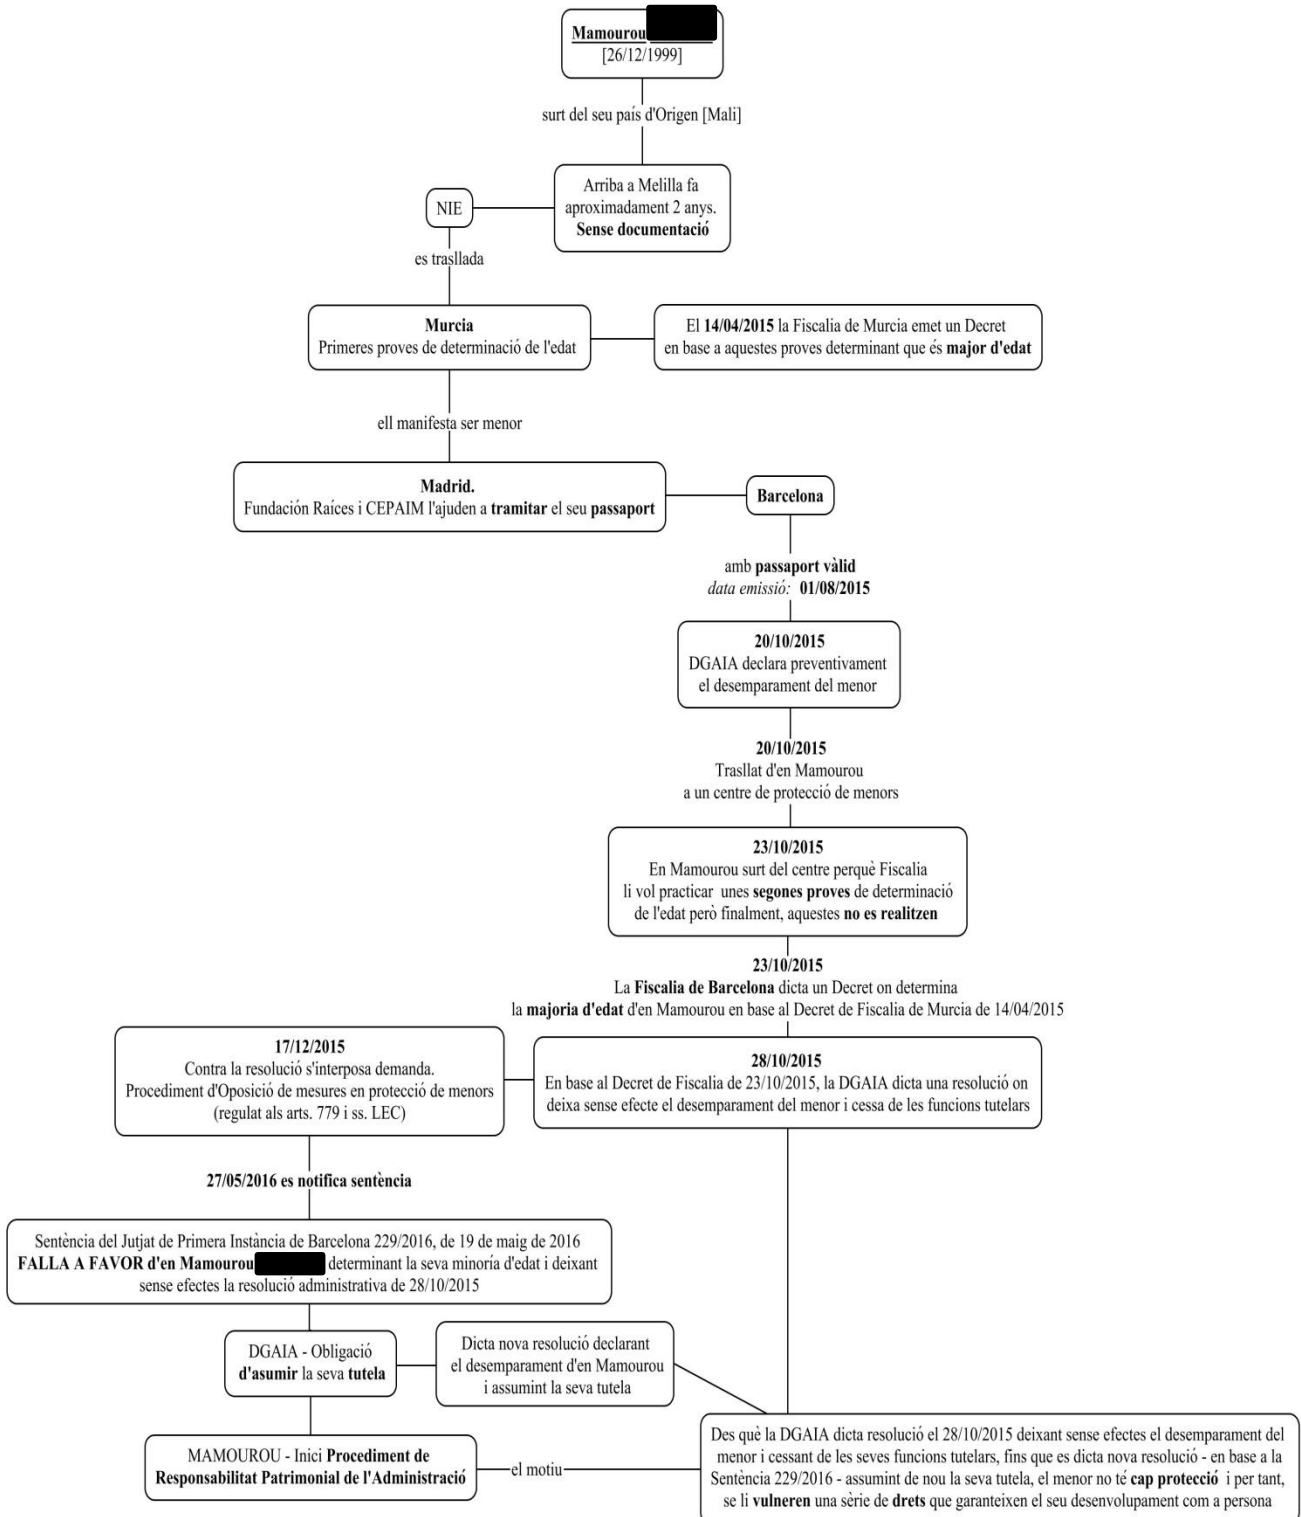 Mamourou
[26/12/1999]
surt del seu país d'Origen [Mali]
Arriba a Melilla fa
aproximadament 2 anys.
Sense documentació
NIE
es trasllada
Murcia
Primeres proves de determinació de l'edat
El 14/04/2015 la Fiscalia de Murcia emet un Decret
en base a aquestes proves determinant que és major d'edat
ell manifesta ser menor
Madrid.
Fundación Raíces i CEPAIM l'ajuden a tramitar el seu passaport
Barcelona
amb passaport vàlid
data emissió: 01/08/2015
20/10/2015
DGAIA declara preventivament
el desemparament del menor
20/10/2015
Trasllat d'en Mamourou
a un centre de protecció de menors
23/10/2015
En Mamourou surt del centre perquè Fiscalia
li vol practicar unes segones proves de determinació
de l'edat però finalment, aquestes no es realitzen
23/10/2015
La Fiscalia de Barcelona dicta un Decret on determina
la majoria d'edat d'en Mamourou en base al Decret de Fiscalia de Murcia de 14/04/2015
28/10/2015
En base al Decret de Fiscalia de 23/10/2015, la DGAIA dicta una resolució on
deixa sense efecte el desemparament del menor i cessa de les funcions tutelars
17/12/2015
Contra la resolució s'interposa demanda.
Procediment d'Oposició de mesures en protecció de menors
(regulat als arts. 779 i ss. LEC)
27/05/2016 es notifica sentència
Sentència del Jutjat de Primera Instància de Barcelona 229/2016, de 19 de maig de 2016
FALLA A FAVOR d'en Mamourou determinant la seva minoría d'edat i deixant
sense efectes la resolució administrativa de 28/10/2015
DGAIA - Obligació
d'asumir la seva tutela
Dicta nova resolució declarant
el desemparament d'en Mamourou
i assumint la seva tutela
MAMOUROU - Inici Procediment de
Responsabilitat Patrimonial de l'Administració
el motiu
Des què la DGAIA dicta resolució el 28/10/2015 deixant sense efectes el desemparament del
menor i cessant de les seves funcions tutelars, fins que es dicta nova resolució - en base a la
Sentència 229/2016 - assumint de nou la seva tutela, el menor no té cap protecció i per tant,
se li vulneren una sèrie de drets que garanteixen el seu desenvolupament com a persona